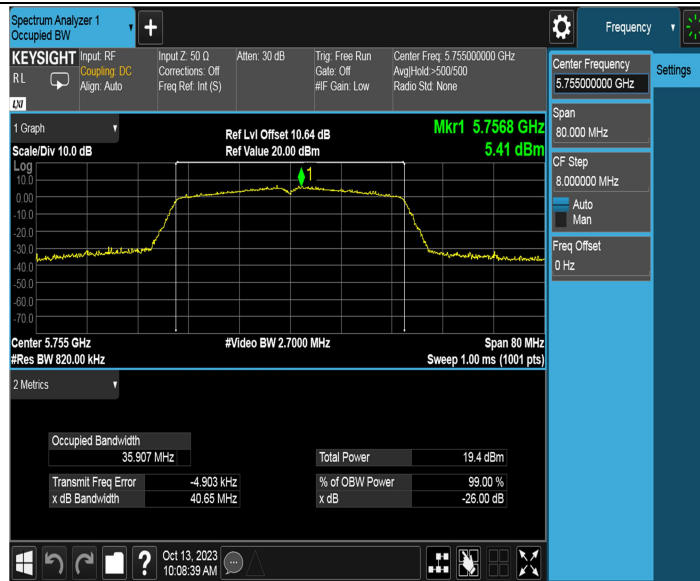 Spectrum Analyzer 1
Occupied BW
+
Frequency
KEYSIGHT
R L
LXI
Input: RF
Coupling: DC
Align: Auto
Input Z: 50 Ω
Corrections: Off
Freq Ref: Int (S)
Atten: 30 dB
Trig: Free Run
Gate: Off
#IF Gain: Low
Center Freq: 5.755000000 GHz
Avg|Hold:>500/500
Radio Std: None
Center Frequency
5.755000000 GHz
Settings
Span
80.000 MHz
CF Step
8.000000 MHz
Auto
Man
Freq Offset
0 Hz
1 Graph
Scale/Div 10.0 dB
Ref Lvl Offset 10.64 dB
Ref Value 20.00 dBm
Mkr1 5.7568 GHz
5.41 dBm
Log
10.0
0.00
-10.0
-20.0
-30.0
-40.0
-50.0
-60.0
-70.0
1
Center 5.755 GHz
#Res BW 820.00 kHz
#Video BW 2.7000 MHz
Span 80 MHz
Sweep 1.00 ms (1001 pts)
2 Metrics
Occupied Bandwidth
35.907 MHz
Transmit Freq Error -4.903 kHz
x dB Bandwidth 40.65 MHz
Total Power 19.4 dBm
% of OBW Power 99.00 %
x dB -26.00 dB
?
Oct 13, 2023
10:08:39 AM